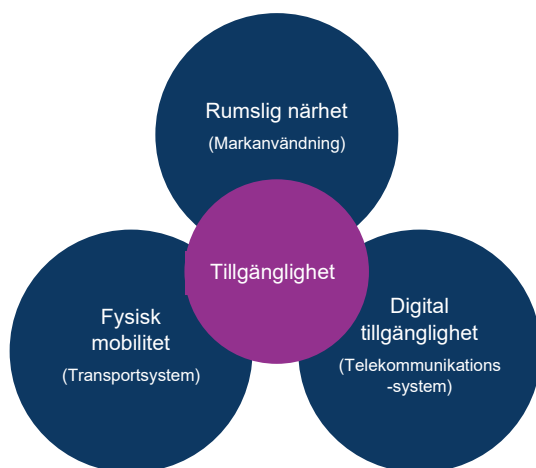 Rumslig närhet
(Markanvändning)
Tillgänglighet
Fysisk
mobilitet
(Transportsystem)
Digital
tillgänglighet
(Telekommunikations
-system)